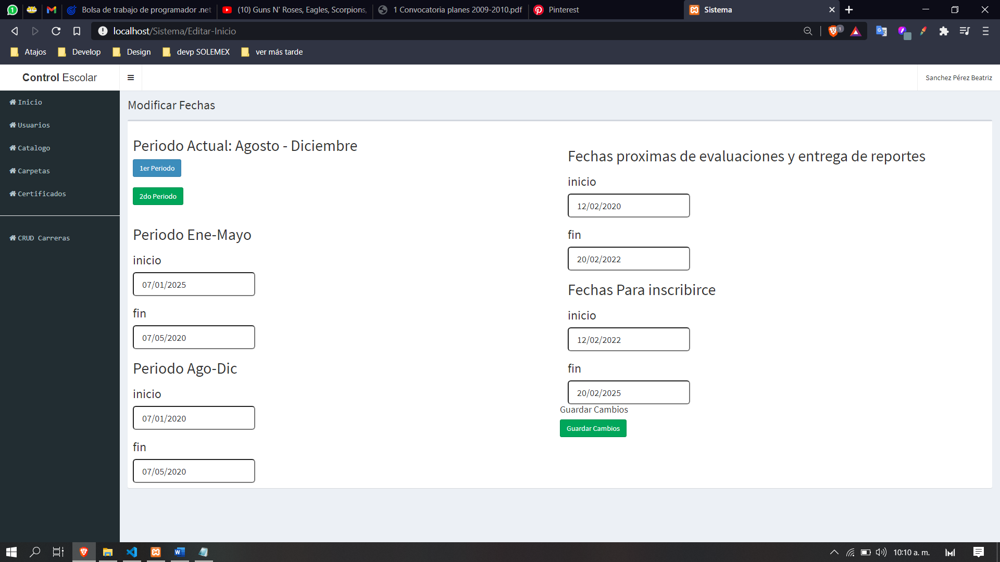 1
Bolsa de trabajo de programador .net
(10) Guns N' Roses, Eagles, Scorpions,
1 Convocatoria planes 2009-2010.pdf
Pinterest
Sistema
localhost/Sistema/Editar-Inicio
1
Atajos
Develop
Design
devp SOLEMEX
ver más tarde
Control Escolar
Sanchez Pérez Beatriz
Inicio
Usuarios
Catalogo
Carpetas
Certificados
CRUD Carreras
Modificar Fechas
Periodo Actual: Agosto - Diciembre
1er Periodo
2do Periodo
Periodo Ene-Mayo
inicio
07/01/2025
fin
07/05/2020
Periodo Ago-Dic
inicio
07/01/2020
fin
07/05/2020
Fechas proximas de evaluaciones y entrega de reportes
inicio
12/02/2020
fin
20/02/2022
Fechas Para inscribirce
inicio
12/02/2022
fin
20/02/2025
Guardar Cambios
Guardar Cambios
10:10 a. m.